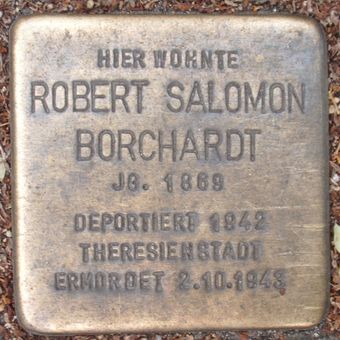 HIER WOHNTE
ROBERT SALOMON
BORCHARDT
JG. 1869
DEPORTIERT 1942
THERESIENSTADT
ERMORDET 2.10.1943